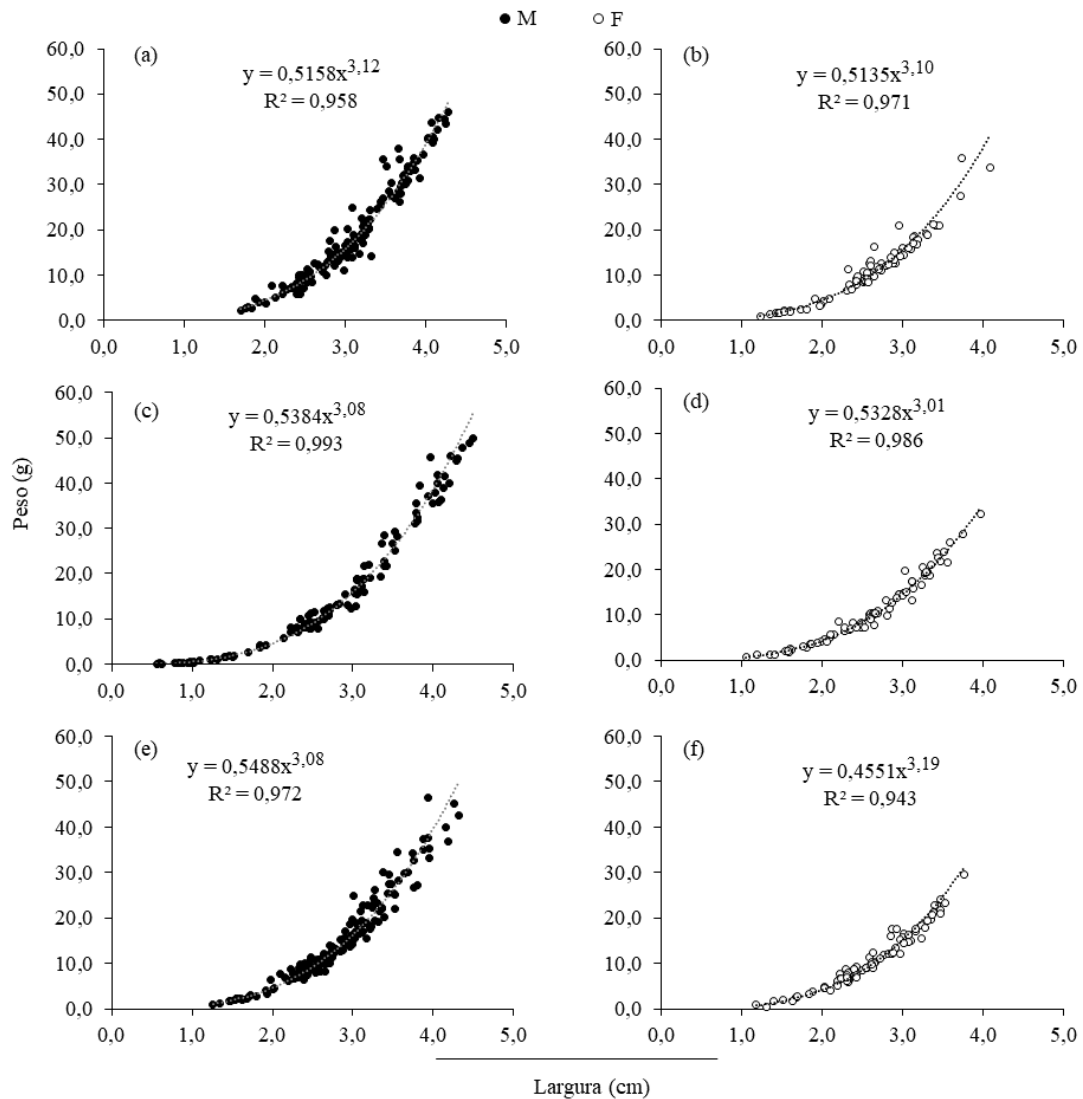 M F
(a)
y = 0,5158x^3,12
R² = 0,958
60,0
50,0
40,0
30,0
20,0
10,0
0,0
0,0 1,0 2,0 3,0 4,0 5,0
(b)
y = 0,5135x^3,10
R² = 0,971
60,0
50,0
40,0
30,0
20,0
10,0
0,0
0,0 1,0 2,0 3,0 4,0 5,0
Peso (g)
(c)
y = 0,5384x^3,08
R² = 0,993
60,0
50,0
40,0
30,0
20,0
10,0
0,0
0,0 1,0 2,0 3,0 4,0 5,0
(d)
y = 0,5328x^3,01
R² = 0,986
60,0
50,0
40,0
30,0
20,0
10,0
0,0
0,0 1,0 2,0 3,0 4,0 5,0
(e)
y = 0,5488x^3,08
R² = 0,972
60,0
50,0
40,0
30,0
20,0
10,0
0,0
0,0 1,0 2,0 3,0 4,0 5,0
(f)
y = 0,4551x^3,19
R² = 0,943
60,0
50,0
40,0
30,0
20,0
10,0
0,0
0,0 1,0 2,0 3,0 4,0 5,0
Largura (cm)